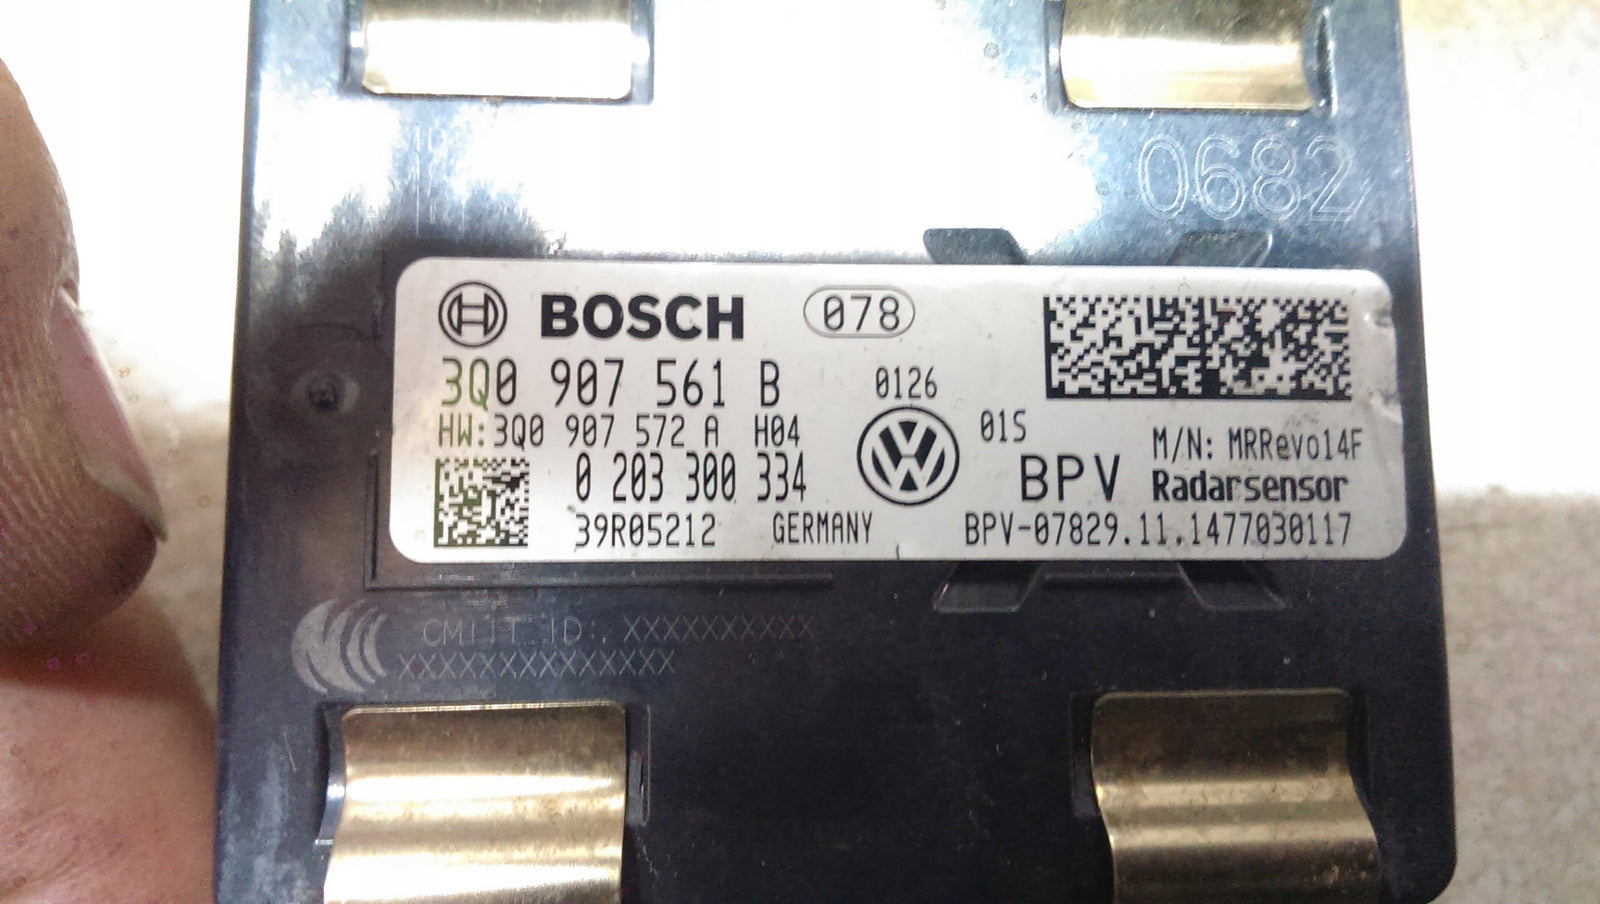 0682
BOSCH 078
3Q0 907 561 B 0126
HW:3Q0 907 572 A H04 01S M/N: MRRevo14F
0 203 300 334 BPV Radarsensor
39R05212 GERMANY BPV-07829.11.1477030117
CMIIT ID:. XXXXXXXXXX
XXXXXXXXXXXXXX